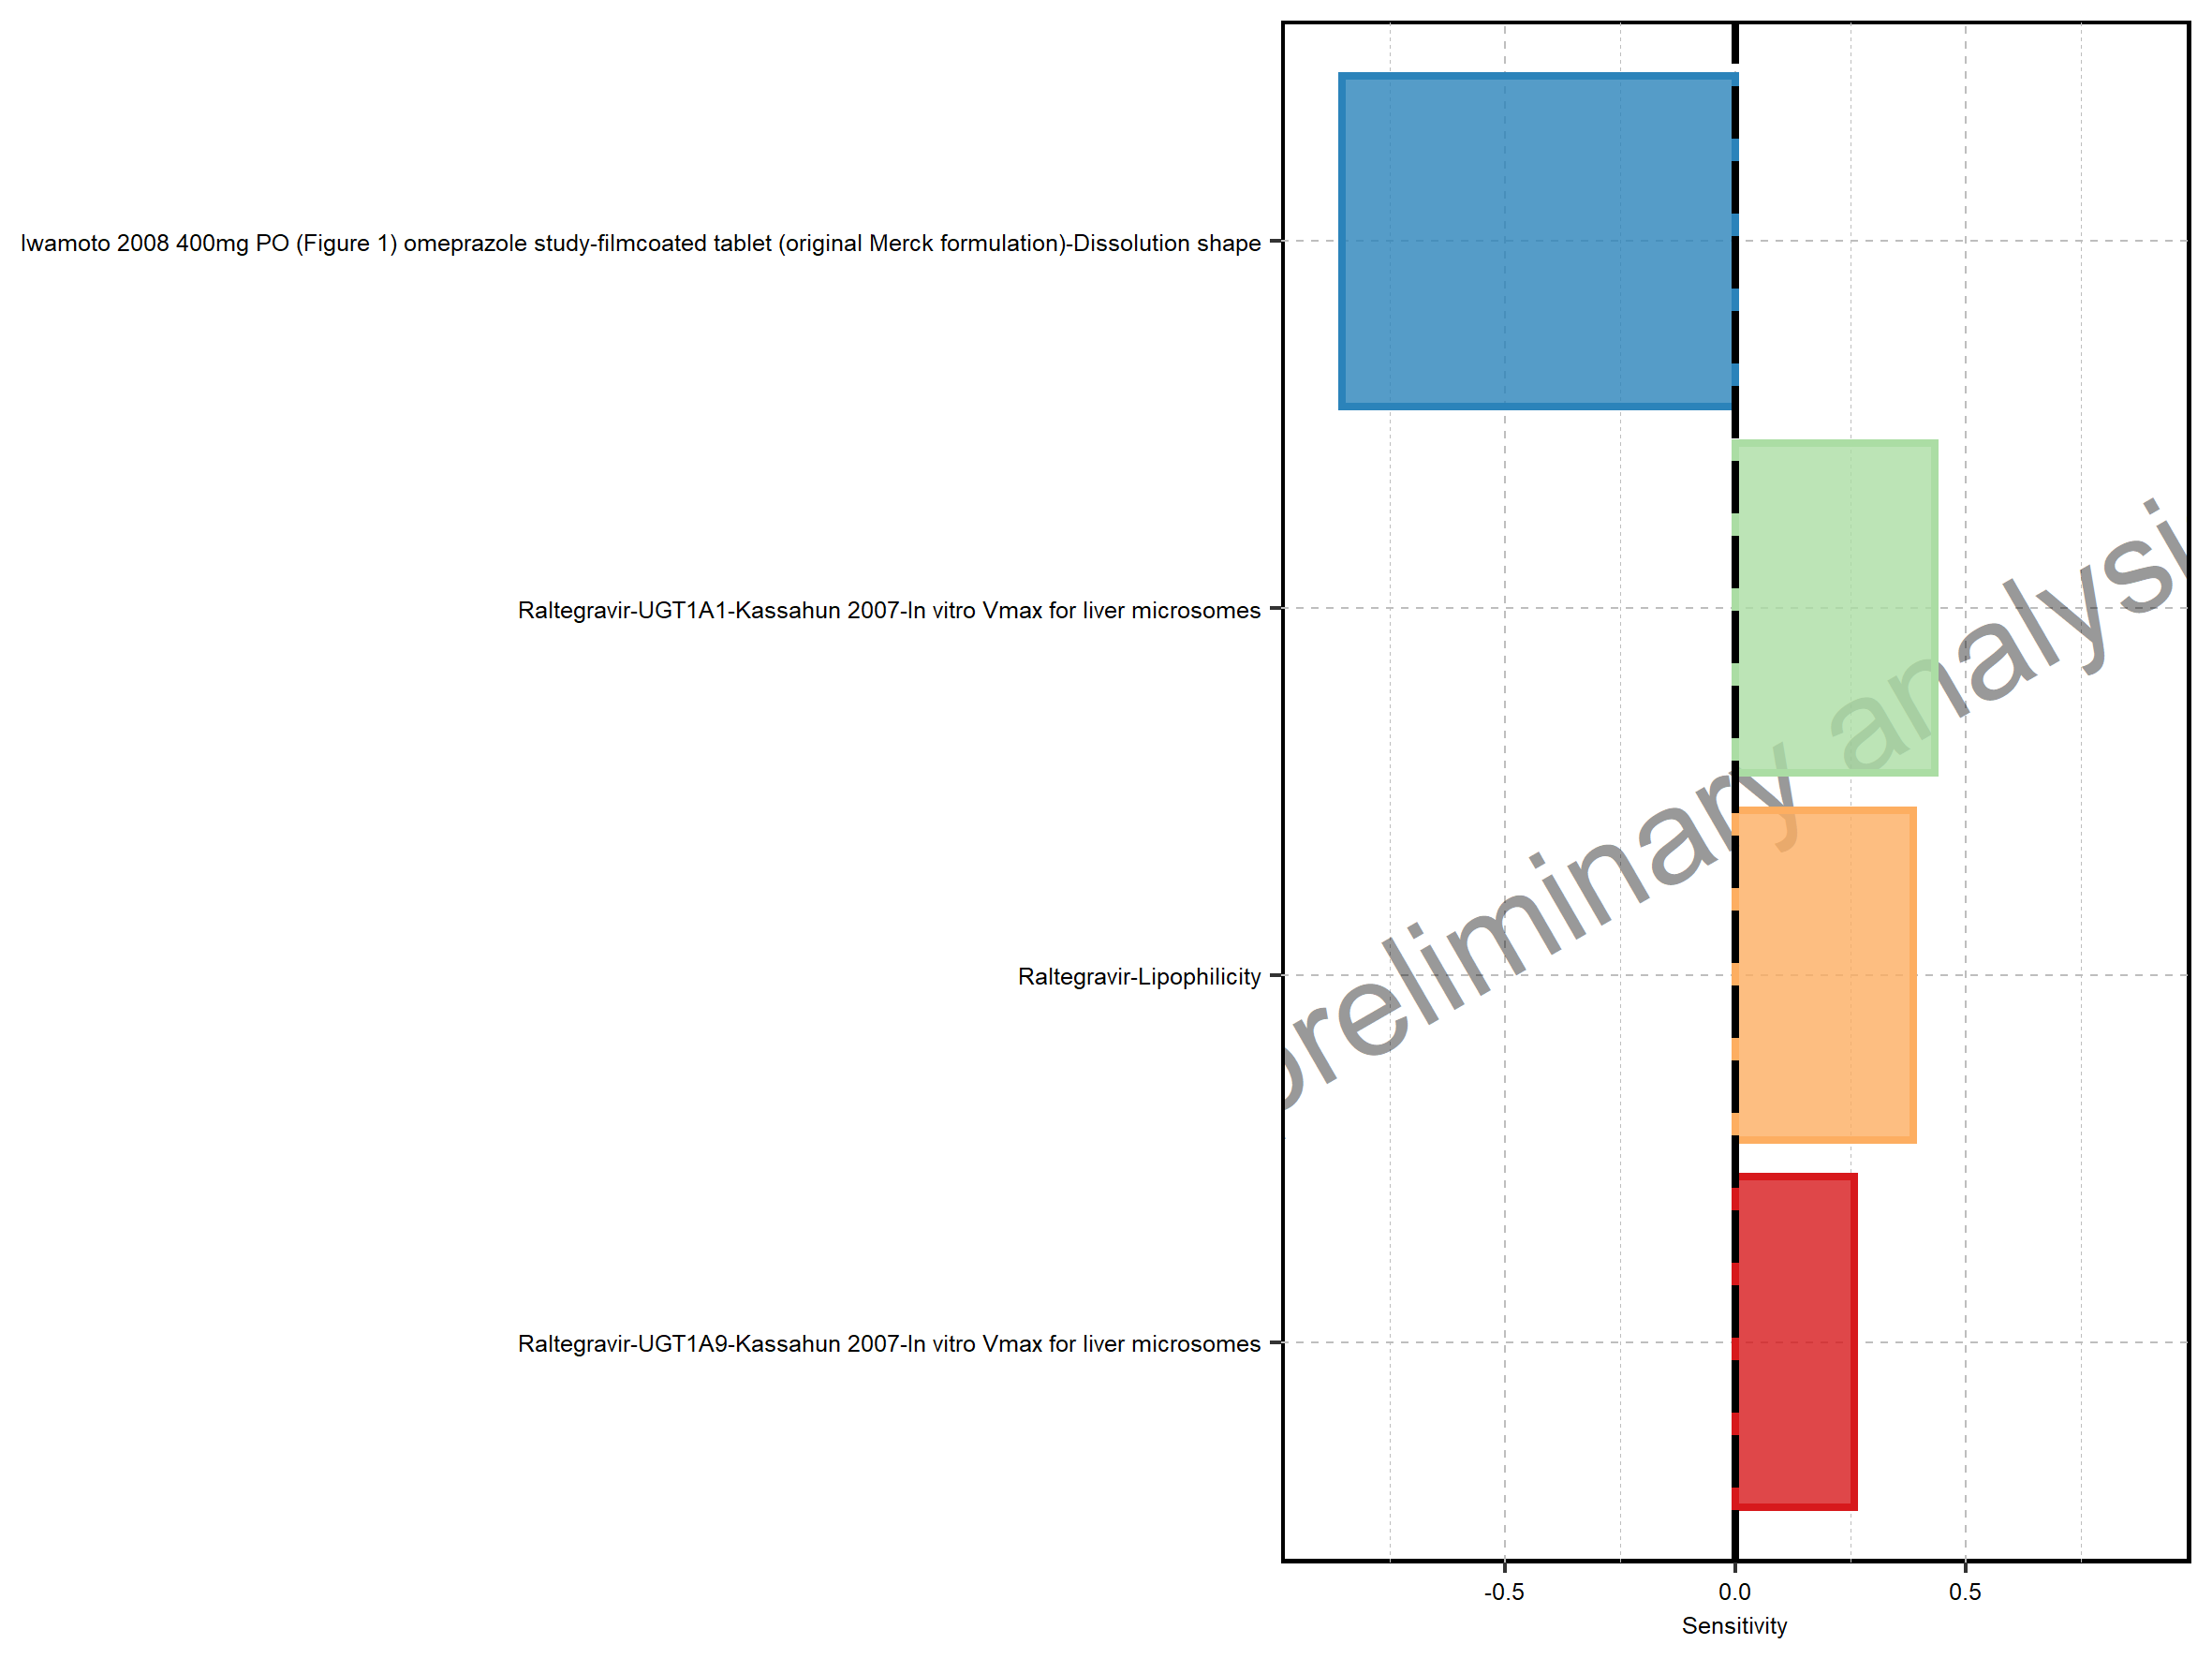 Iwamoto 2008 400mg PO (Figure 1) omeprazole study-filmcoated tablet (original Merck formulation)-Dissolution shape
Raltegravir-UGT1A1-Kassahun 2007-In vitro Vmax for liver microsomes
Raltegravir-Lipophilicity
Raltegravir-UGT1A9-Kassahun 2007-In vitro Vmax for liver microsomes
preliminary analysi
-0.5 0.0 0.5
Sensitivity